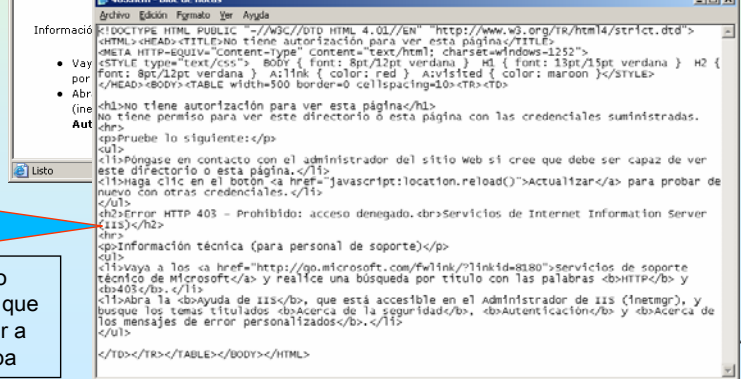 Archivo Edición Formato Ver Ayuda
<!DOCTYPE HTML PUBLIC "-//W3C//DTD HTML 4.01//EN" "http://www.w3.org/TR/html4/strict.dtd">
<HTML><HEAD><TITLE>No tiene autorización para ver esta página</TITLE>
<META HTTP-EQUIV="Content-Type" Content="text/html; charset=Windows-1252">
<STYLE type="text/css"> BODY { font: 8pt/12pt verdana } H1 { font: 13pt/15pt verdana } H2 {
font: 8pt/12pt verdana } A:link { color: red } A:visited { color: maroon }</STYLE>
</HEAD><BODY><TABLE width=500 border=0 cellspacing=10><TR><TD>
<h1>No tiene autorización para ver esta página</h1>
No tiene permiso para ver este directorio o esta página con las credenciales suministradas.
<hr>
<p>Pruebe lo siguiente:</p>
<ul>
<li>Póngase en contacto con el administrador del sitio Web si cree que debe ser capaz de ver
este directorio o esta página.</li>
<li>Haga clic en el botón <a href="javascript:location.reload()">Actualizar</a> para probar de
nuevo con otras credenciales.</li>
</ul>
<h2>Error HTTP 403 - Prohibido: acceso denegado.<br>Servicios de Internet Information Server
(IIS)</h2>
<hr>
<p>Información técnica (para personal de soporte)</p>
<ul>
<li>Vaya a los <a href="http://go.microsoft.com/fwlink/?linkid=8180">Servicios de soporte
técnico de Microsoft</a> y realice una búsqueda por título con las palabras <b>HTTP</b> y
<b>403</b>.</li>
<li>Abra la <b>Ayuda de IIS</b>, que está accesible en el Administrador de IIS (inetmgr), y
busque los temas titulados <b>Acerca de la seguridad</b>, <b>Autenticación</b> y <b>Acerca de
los mensajes de error personalizados</b>.</li>
</ul>
</TD></TR></TABLE></BODY></HTML>
Informació
Vay
por
Abr
(ine
Aut
Listo
o
que
r a
ba